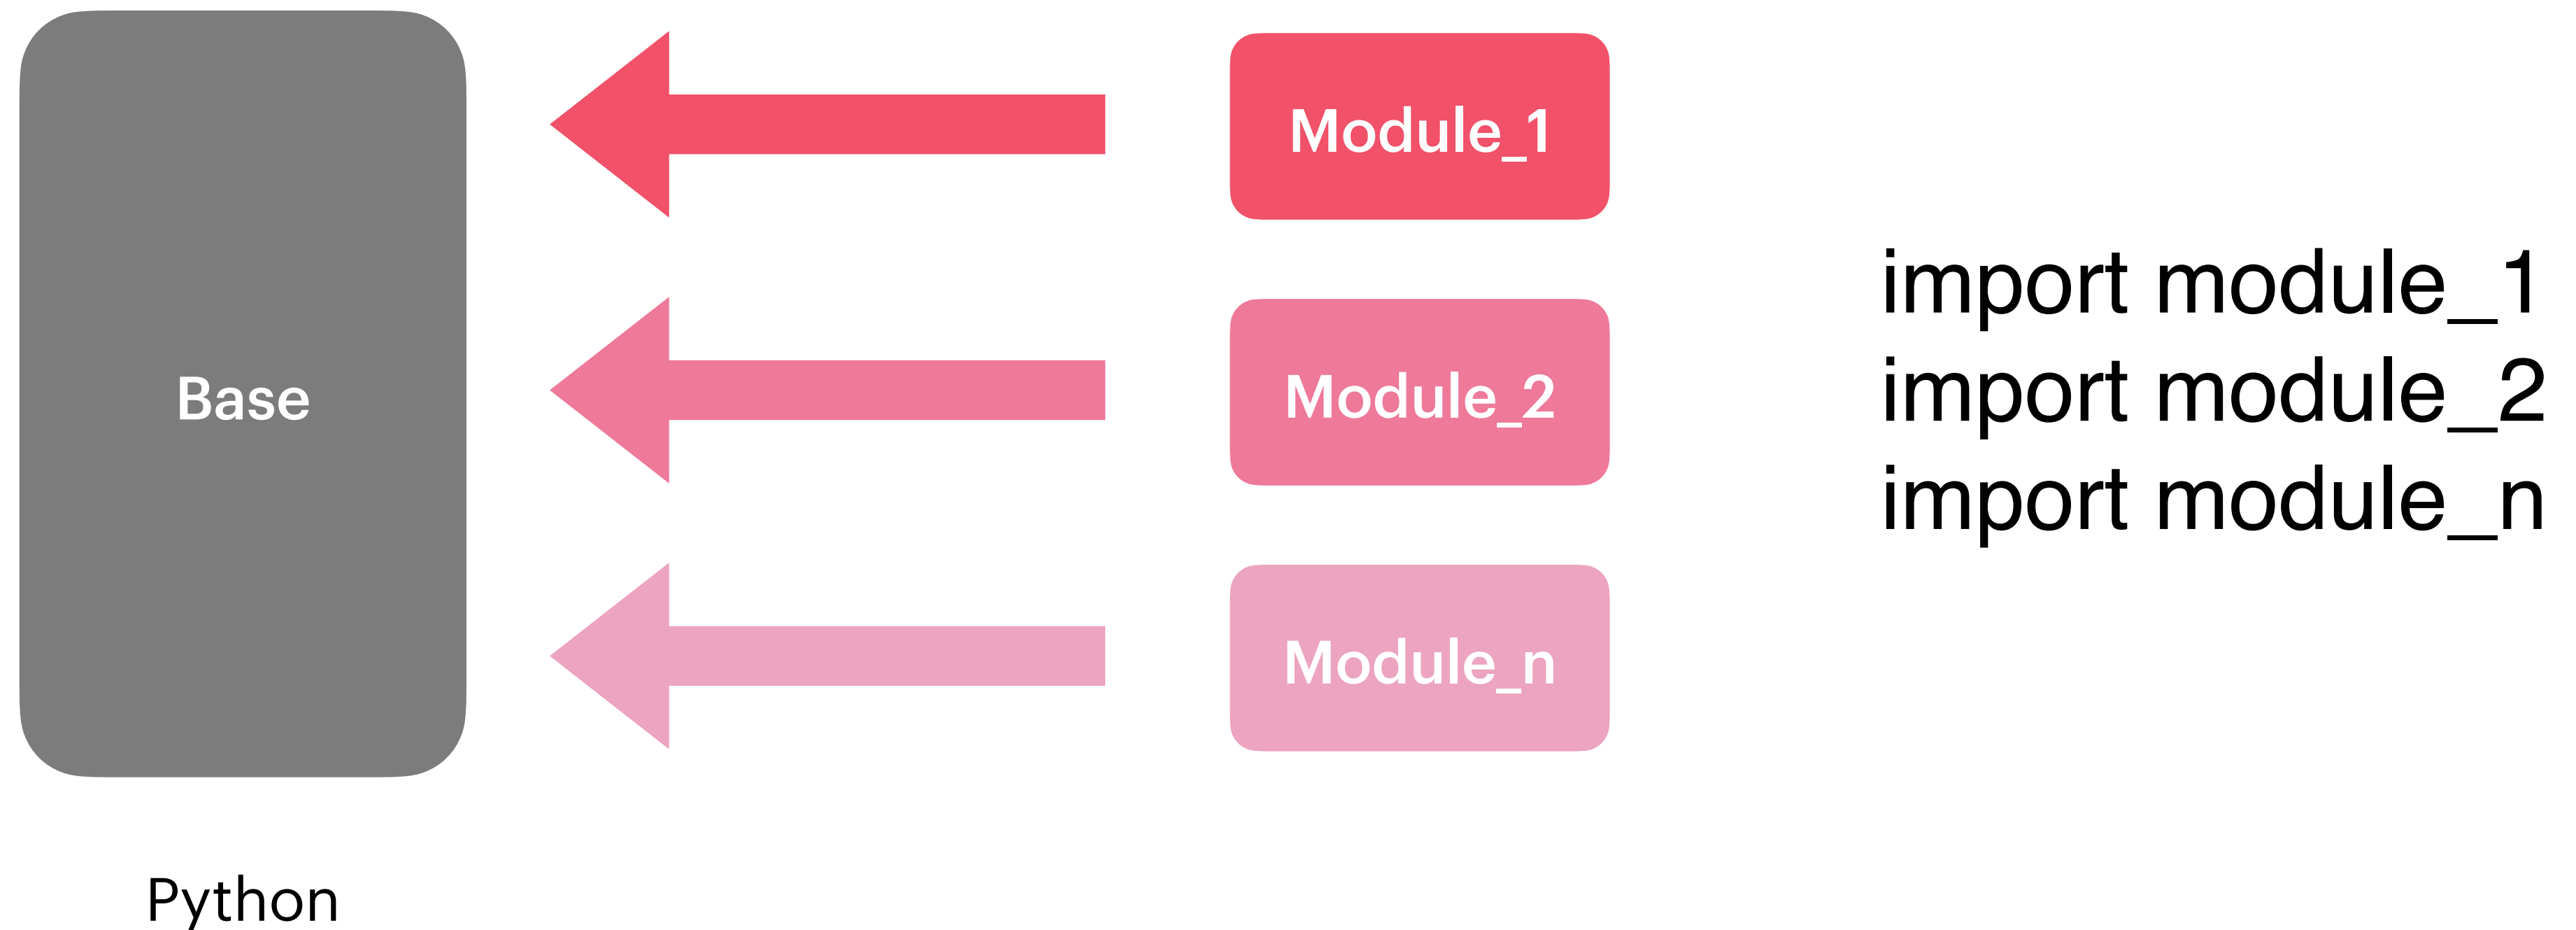 Base
Module_1
Module_2
Module_n
import module_1
import module_2
import module_n
Python